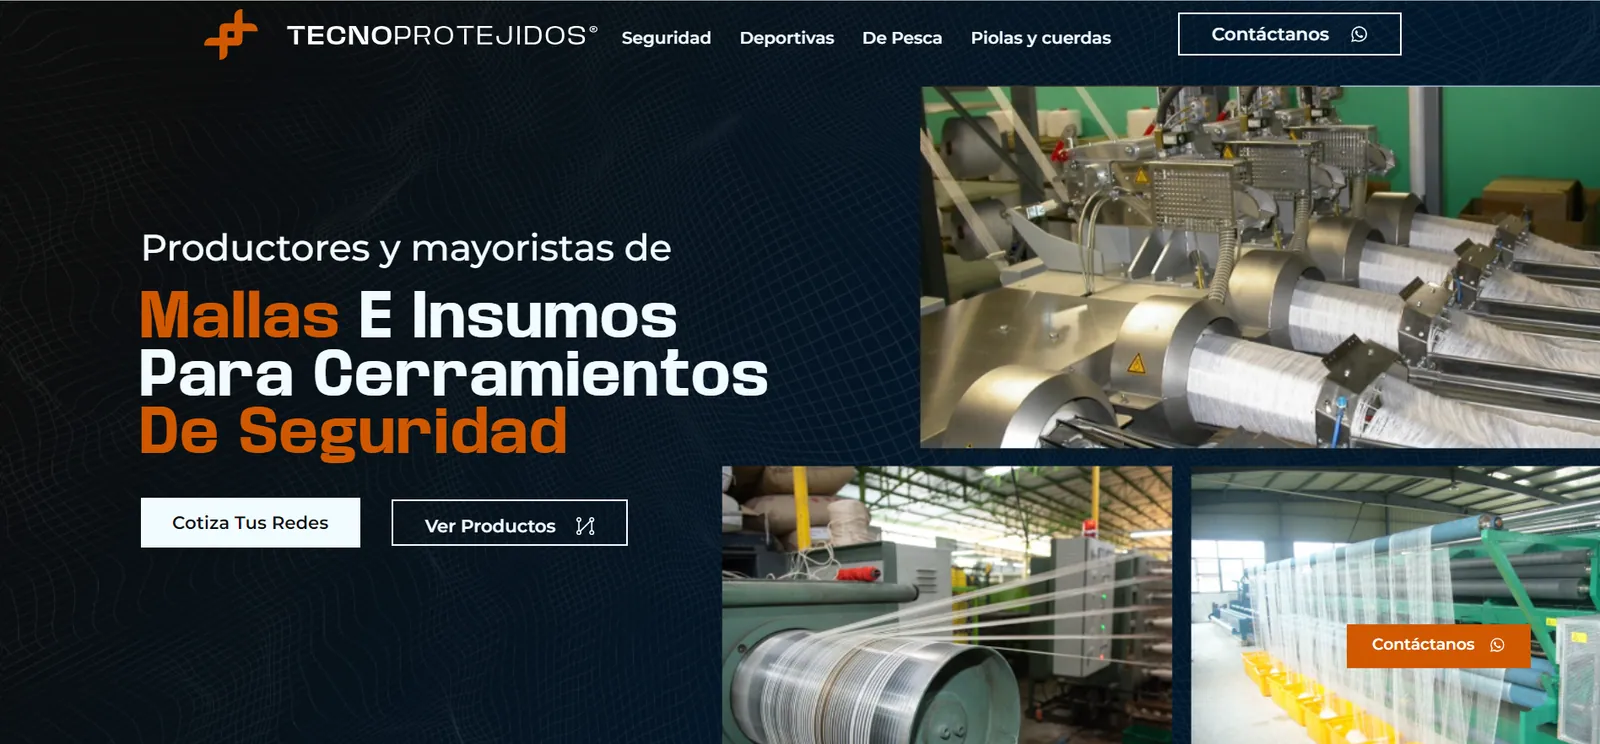 TECNOPROTEJIDOS®
Seguridad
Deportivas
De Pesca
Piolas y cuerdas
Contáctanos
Productores y mayoristas de
Mallas E Insumos
Para Cerramientos
De Seguridad
Cotiza Tus Redes
Ver Productos
Contáctanos